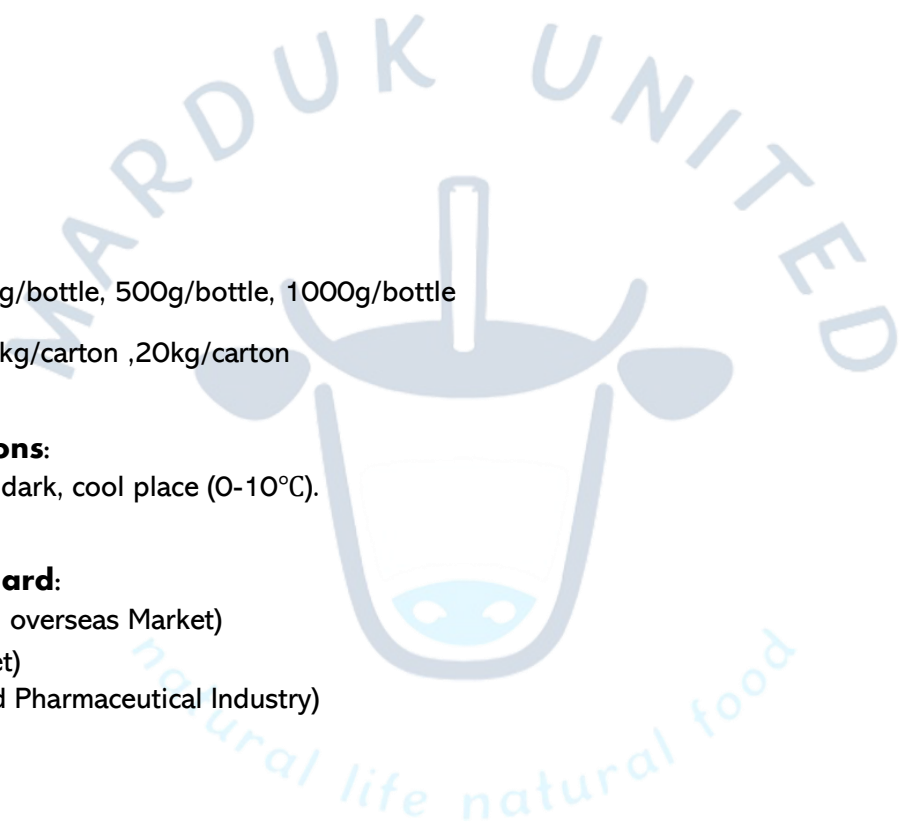 MARDUK UNITED
g/bottle, 500g/bottle, 1000g/bottle
kg/carton ,20kg/carton
ons:
dark, cool place (0-10℃).
ard:
overseas Market)
et)
d Pharmaceutical Industry)
natural life natural food